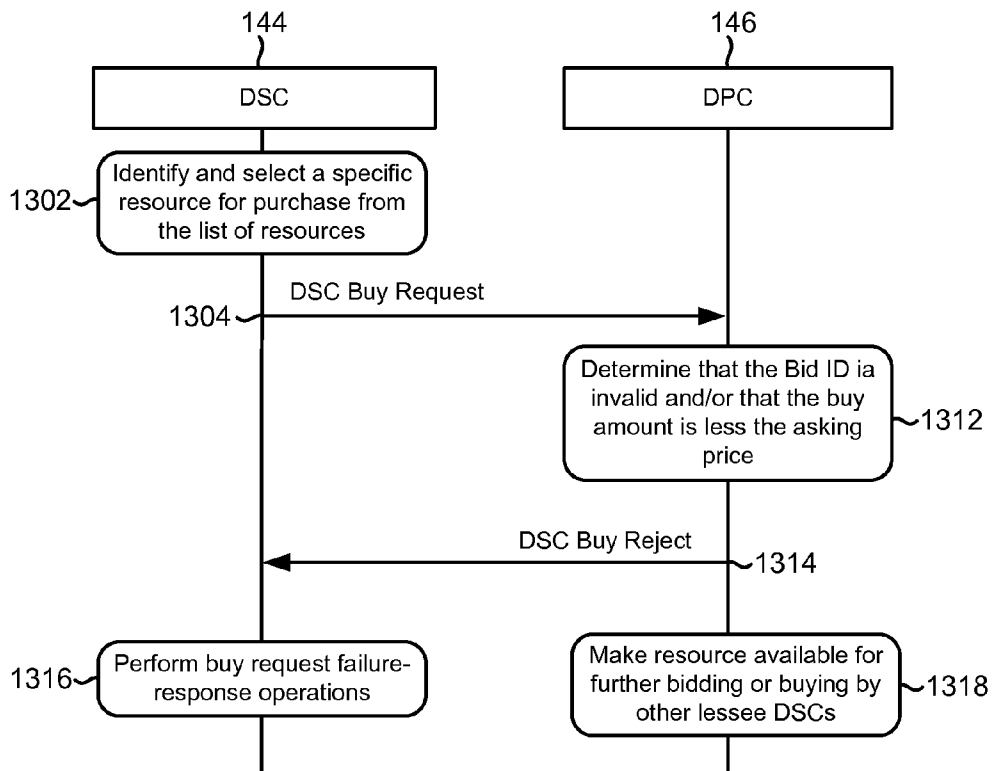 144
146
DSC
DPC
1302
Identify and select a specific
resource for purchase from
the list of resources
DSC Buy Request
1304
Determine that the Bid ID ia
invalid and/or that the buy
amount is less the asking
price
1312
DSC Buy Reject
1314
1316
Perform buy request failure-
response operations
Make resource available for
further bidding or buying by
other lessee DSCs
1318